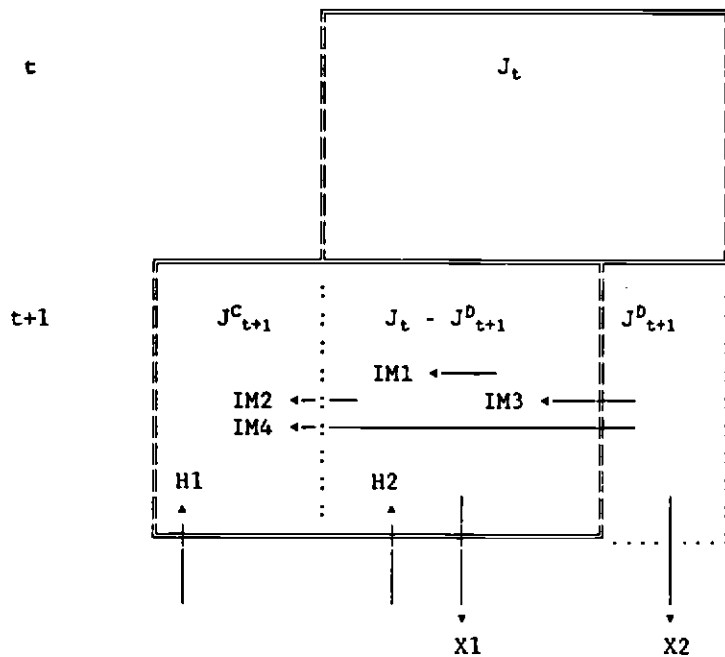 t J_t
t+1 J^C_{t+1} J_t - J^D_{t+1} J^D_{t+1}
IM1
IM2 IM3
IM4
H1 H2
X1 X2